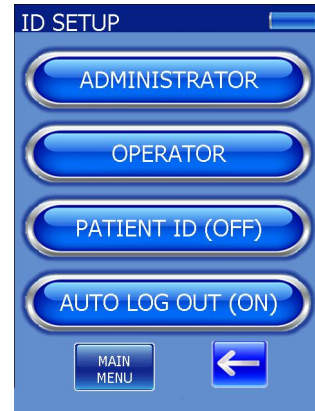 ID SETUP
ADMINISTRATOR
OPERATOR
PATIENT ID (OFF)
AUTO LOG OUT (ON)
MAIN
MENU